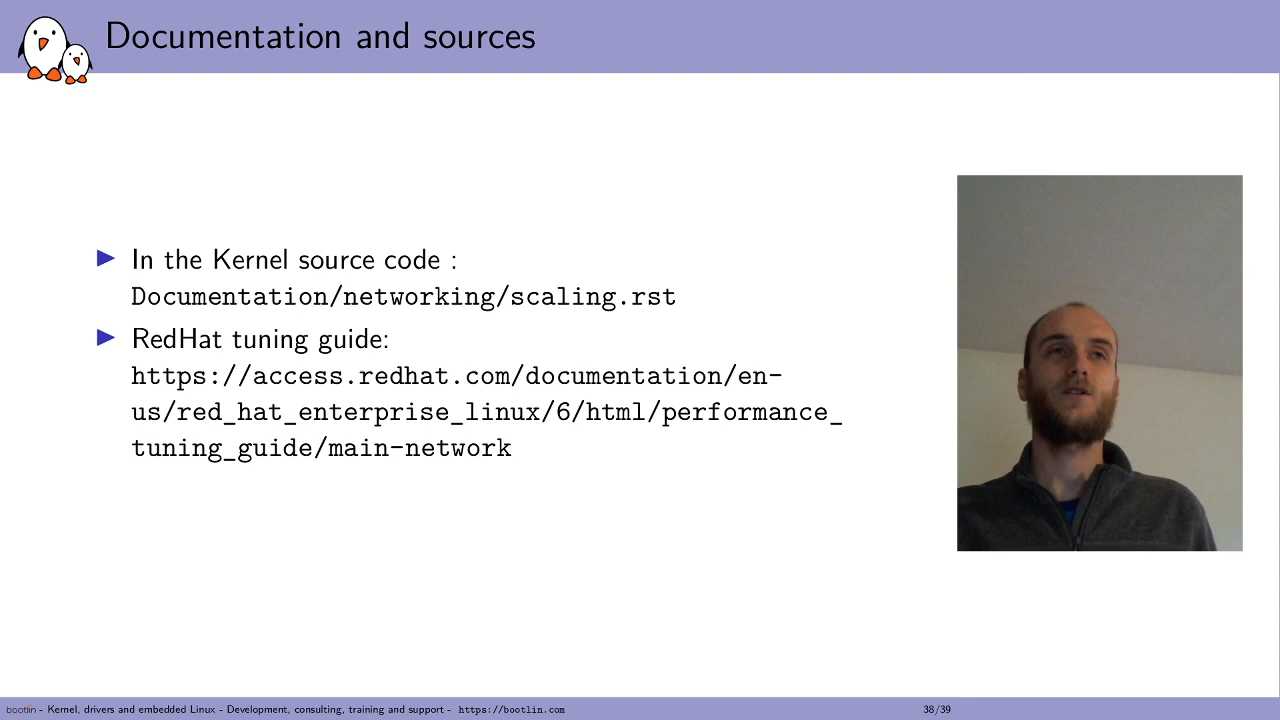 Documentation and sources
▶ In the Kernel source code :
Documentation/networking/scaling.rst
▶ RedHat tuning guide:
https://access.redhat.com/documentation/en-
us/red_hat_enterprise_linux/6/html/performance_
tuning_guide/main-network
bootlin - Kernel, drivers and embedded Linux - Development, consulting, training and support - https://bootlin.com 38/39